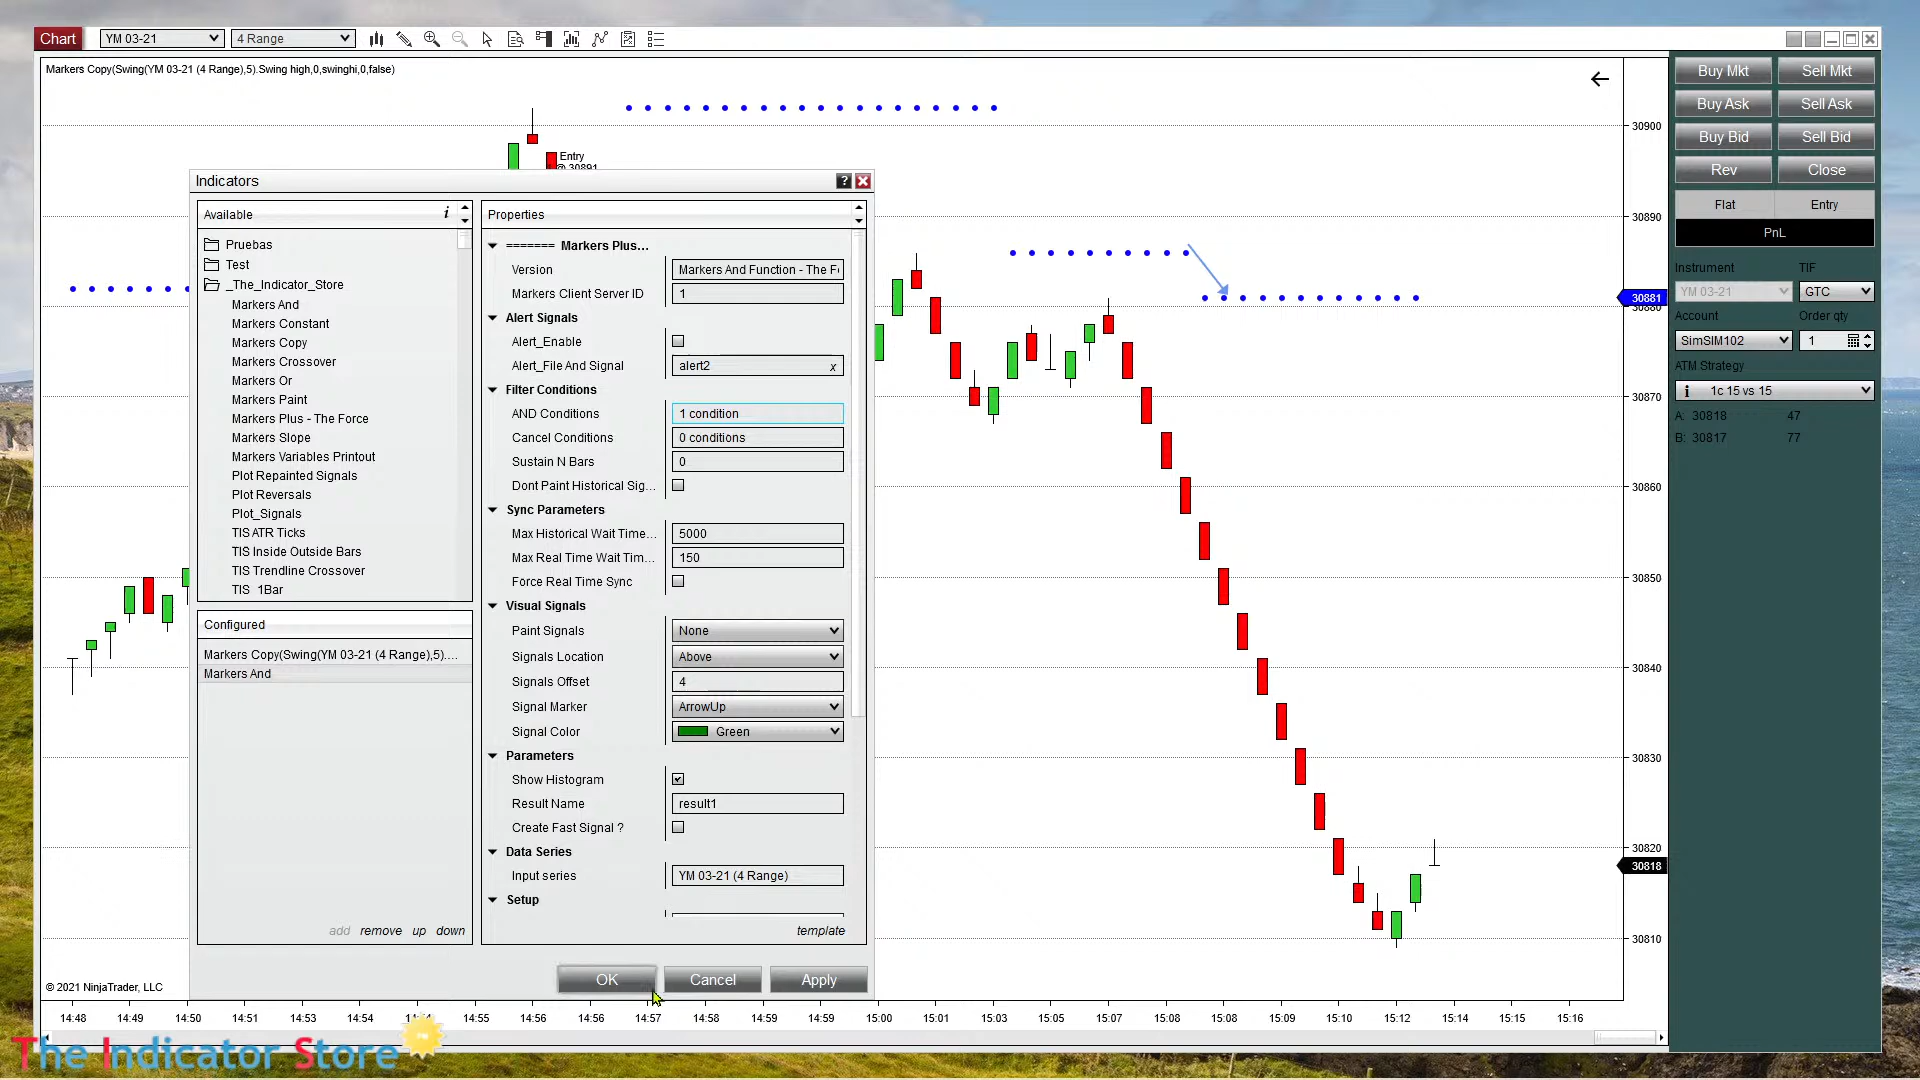 Chart
YM 03-21
4 Range
Markers Copy(Swing(YM 03-21 (4 Range),5).Swing high,0,swinghi,0,false)
Entry
@ 30891
Indicators
?
Available
i
Pruebas
Test
_The_Indicator_Store
Markers And
Markers Constant
Markers Copy
Markers Crossover
Markers Or
Markers Paint
Markers Plus - The Force
Markers Slope
Markers Variables Printout
Plot Repainted Signals
Plot Reversals
Plot_Signals
TIS ATR Ticks
TIS Inside Outside Bars
TIS Trendline Crossover
TIS_1Bar
Configured
Markers Copy(Swing(YM 03-21 (4 Range),5)....
Markers And
add remove up down
Properties
======= Markers Plus...
Version Markers And Function - The F
Markers Client Server ID 1
Alert Signals
Alert_Enable
Alert_File And Signal alert2 x
Filter Conditions
AND Conditions 1 condition
Cancel Conditions 0 conditions
Sustain N Bars 0
Dont Paint Historical Sig...
Sync Parameters
Max Historical Wait Time... 5000
Max Real Time Wait Tim... 150
Force Real Time Sync
Visual Signals
Paint Signals None
Signals Location Above
Signals Offset 4
Signal Marker ArrowUp
Signal Color Green
Parameters
Show Histogram
Result Name result1
Create Fast Signal ?
Data Series
Input series YM 03-21 (4 Range)
Setup
template
OK Cancel Apply
30900
30890
30881
30880
30870
30860
30850
30840
30830
30820
30818
30810
Buy Mkt Sell Mkt
Buy Ask Sell Ask
Buy Bid Sell Bid
Rev Close
Flat Entry
PnL
Instrument TIF
YM 03-21 GTC
Account Order qty
SimSIM102 1
ATM Strategy
i 1c 15 vs 15
A: 30818 47
B: 30817 77
© 2021 NinjaTrader, LLC
14:48 14:49 14:50 14:51 14:53 14:54 14:54 14:55 14:56 14:56 14:57 14:58 14:59 14:59 15:00 15:01 15:03 15:05 15:08 15:08 15:09 15:10 15:12 15:14 15:15 15:16
The Indicator Store